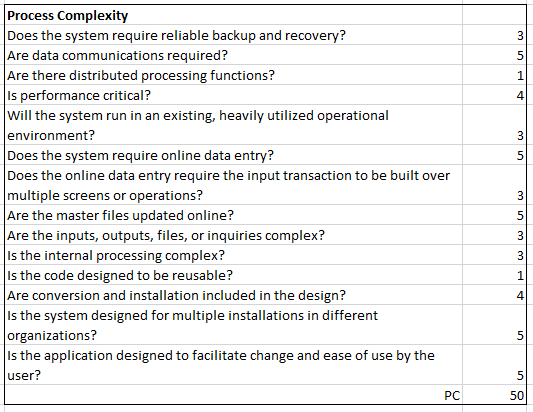 Process Complexity
Does the system require reliable backup and recovery? 3
Are data communications required? 5
Are there distributed processing functions? 1
Is performance critical? 4
Will the system run in an existing, heavily utilized operational
environment? 3
Does the system require online data entry? 5
Does the online data entry require the input transaction to be built over
multiple screens or operations? 3
Are the master files updated online? 5
Are the inputs, outputs, files, or inquiries complex? 3
Is the internal processing complex? 3
Is the code designed to be reusable? 1
Are conversion and installation included in the design? 4
Is the system designed for multiple installations in different
organizations? 5
Is the application designed to facilitate change and ease of use by the
user? 5
PC 50